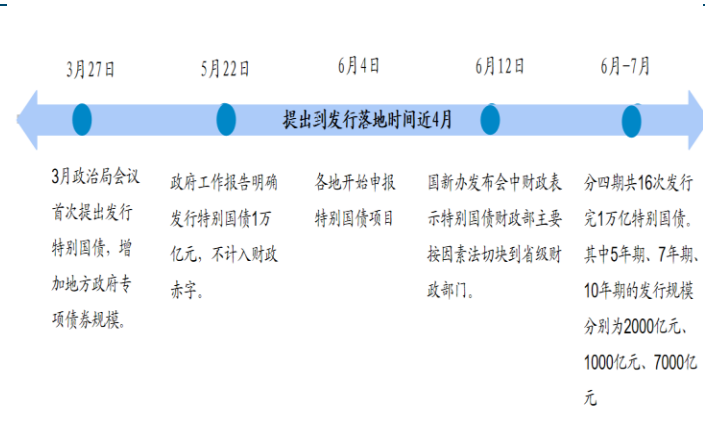 3月27日
5月22日
6月4日
6月12日
6月-7月
提出到发行落地时间近4月
3月政治局会议
首次提出发行
特别国债，增
加地方政府专
项债券规模。
政府工作报告明确
发行特别国债1万
亿元，不计入财政
赤字。
各地开始申报
特别国债项目
国新办发布会中财政表
示特别国债财政部主要
按因素法切块到省级财
政部门。
分四期共16次发行
完1万亿特别国债。
其中5年期、7年期、
10年期的发行规模
分别为2000亿元、
1000亿元、7000亿
元